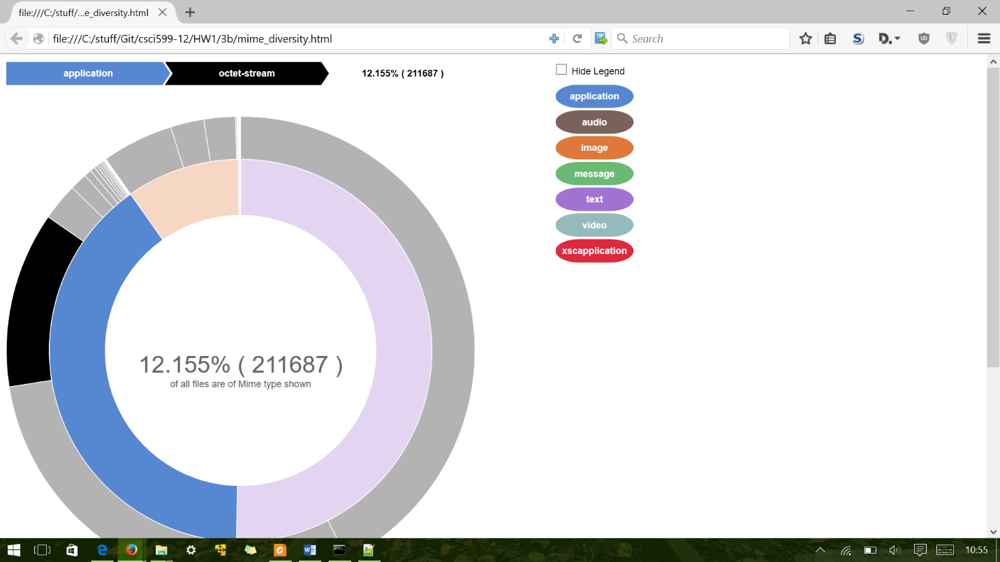 file:///C:/stuff/...e_diversity.html
file:///C:/stuff/Git/csci599-12/HW1/3b/mime_diversity.html
Search
application
octet-stream
12.155% ( 211687 )
Hide Legend
application
audio
image
message
text
video
xscapplication
12.155% ( 211687 )
of all files are of Mime type shown
10:55